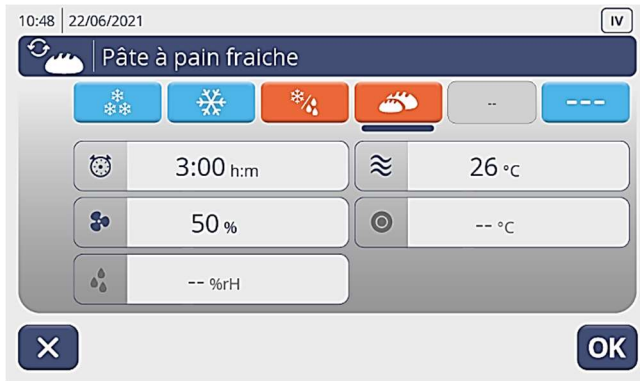 10:48 22/06/2021 IV
Pâte à pain fraiche
-- ---
3:00 h:m 26 °C
50 % -- °C
-- %rH
OK